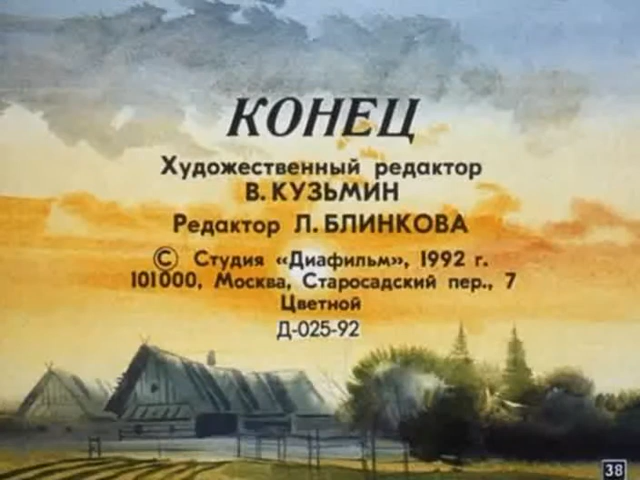 КОНЕЦ
Художественный редактор
В. КУЗЬМИН
Редактор Л. БЛИНКОВА
© Студия «Диафильм», 1992 г.
101000, Москва, Старосадский пер., 7
Цветной
Д-025-92
38